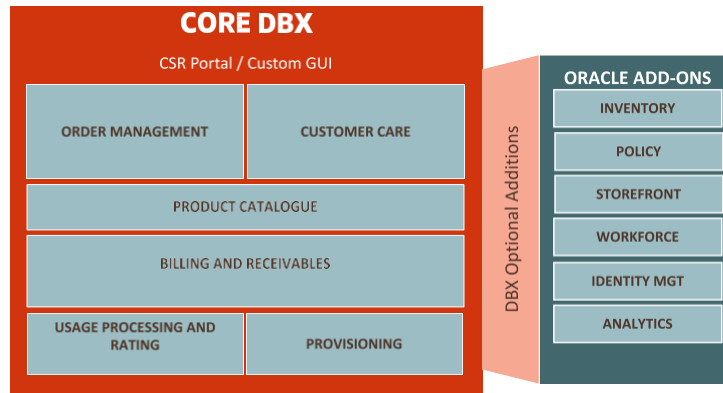 CORE DBX
CSR Portal / Custom GUI
ORDER MANAGEMENT
CUSTOMER CARE
PRODUCT CATALOGUE
BILLING AND RECEIVABLES
USAGE PROCESSING AND
RATING
PROVISIONING
DBX Optional Additions
ORACLE ADD-ONS
INVENTORY
POLICY
STOREFRONT
WORKFORCE
IDENTITY MGT
ANALYTICS